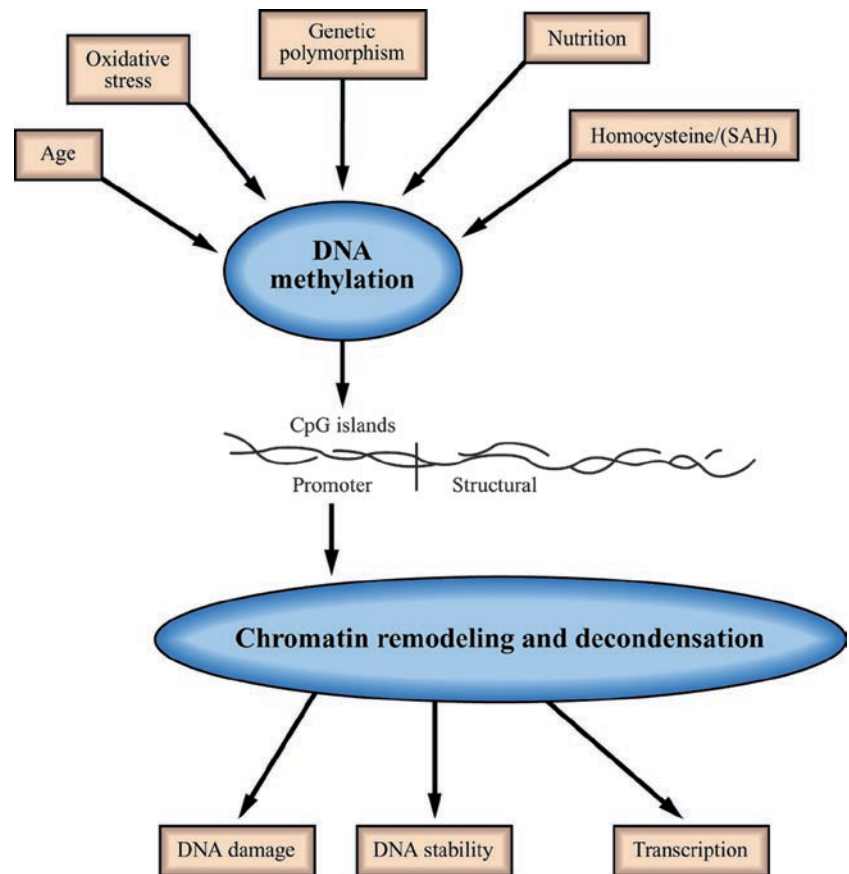 Genetic
polymorphism
Nutrition
Oxidative
stress
Homocysteine/(SAH)
Age
DNA
methylation
CpG islands
Promoter
Structural
Chromatin remodeling and decondensation
DNA damage
DNA stability
Transcription